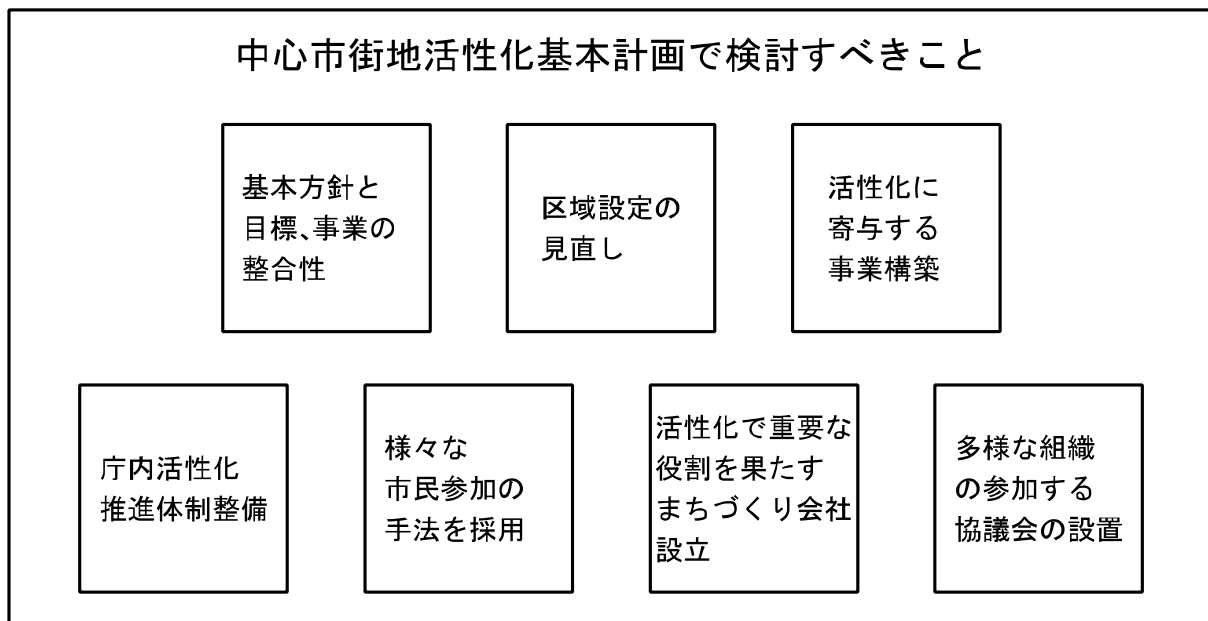 中心市街地活性化基本計画で検討すべきこと
基本方針と
目標、事業の
整合性
区域設定の
見直し
活性化に
寄与する
事業構築
庁内活性化
推進体制整備
様々な
市民参加の
手法を採用
活性化で重要な
役割を果たす
まちづくり会社
設立
多様な組織
の参加する
協議会の設置